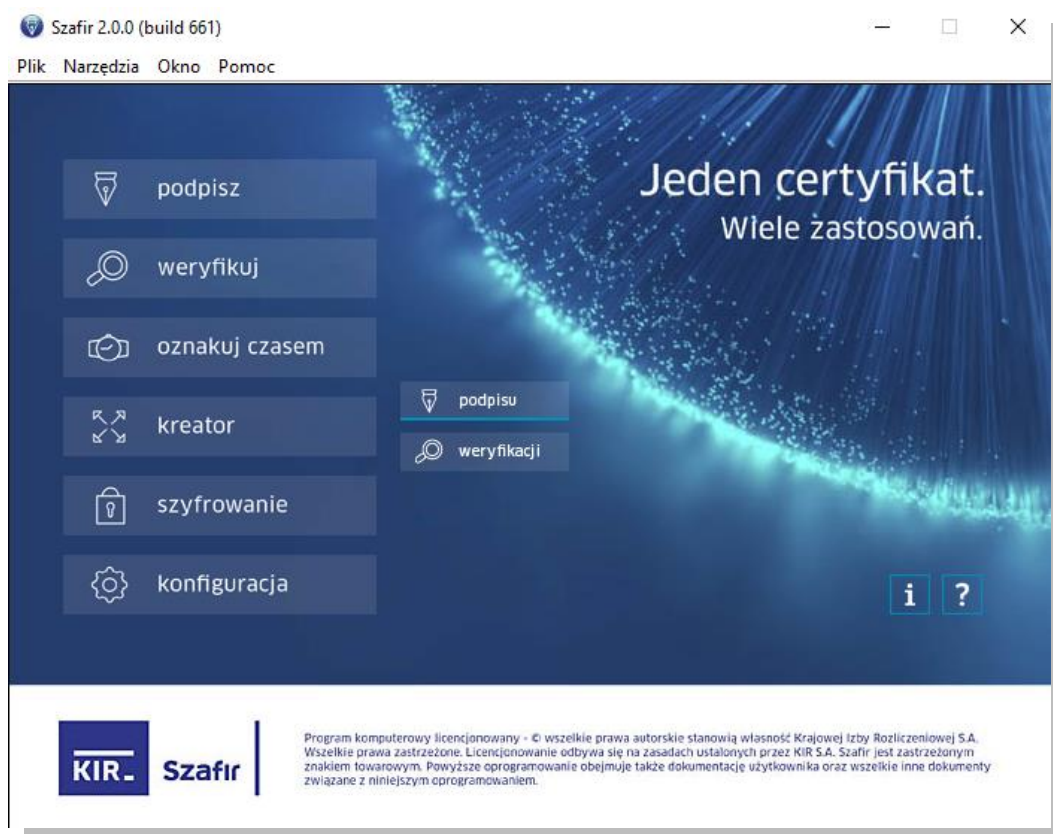 Szafir 2.0.0 (build 661)
Plik Narzędzia Okno Pomoc
Jeden certyfikat.
Wiele zastosowań.
podpisz
weryfikuj
oznakuj czasem
kreator
podpisu
weryfikacji
szyfrowanie
konfiguracja
i ?
KIR Szafir
Program komputerowy licencjonowany - © wszelkie prawa autorskie stanowią własność Krajowej Izby Rozliczeniowej S.A.
Wszelkie prawa zastrzeżone. Licencjonowanie odbywa się na zasadach ustalonych przez KIR S.A. Szafir jest zastrzeżonym
znakiem towarowym. Powyższe oprogramowanie obejmuje także dokumentację użytkownika oraz wszelkie inne dokumenty
związane z niniejszym oprogramowaniem.